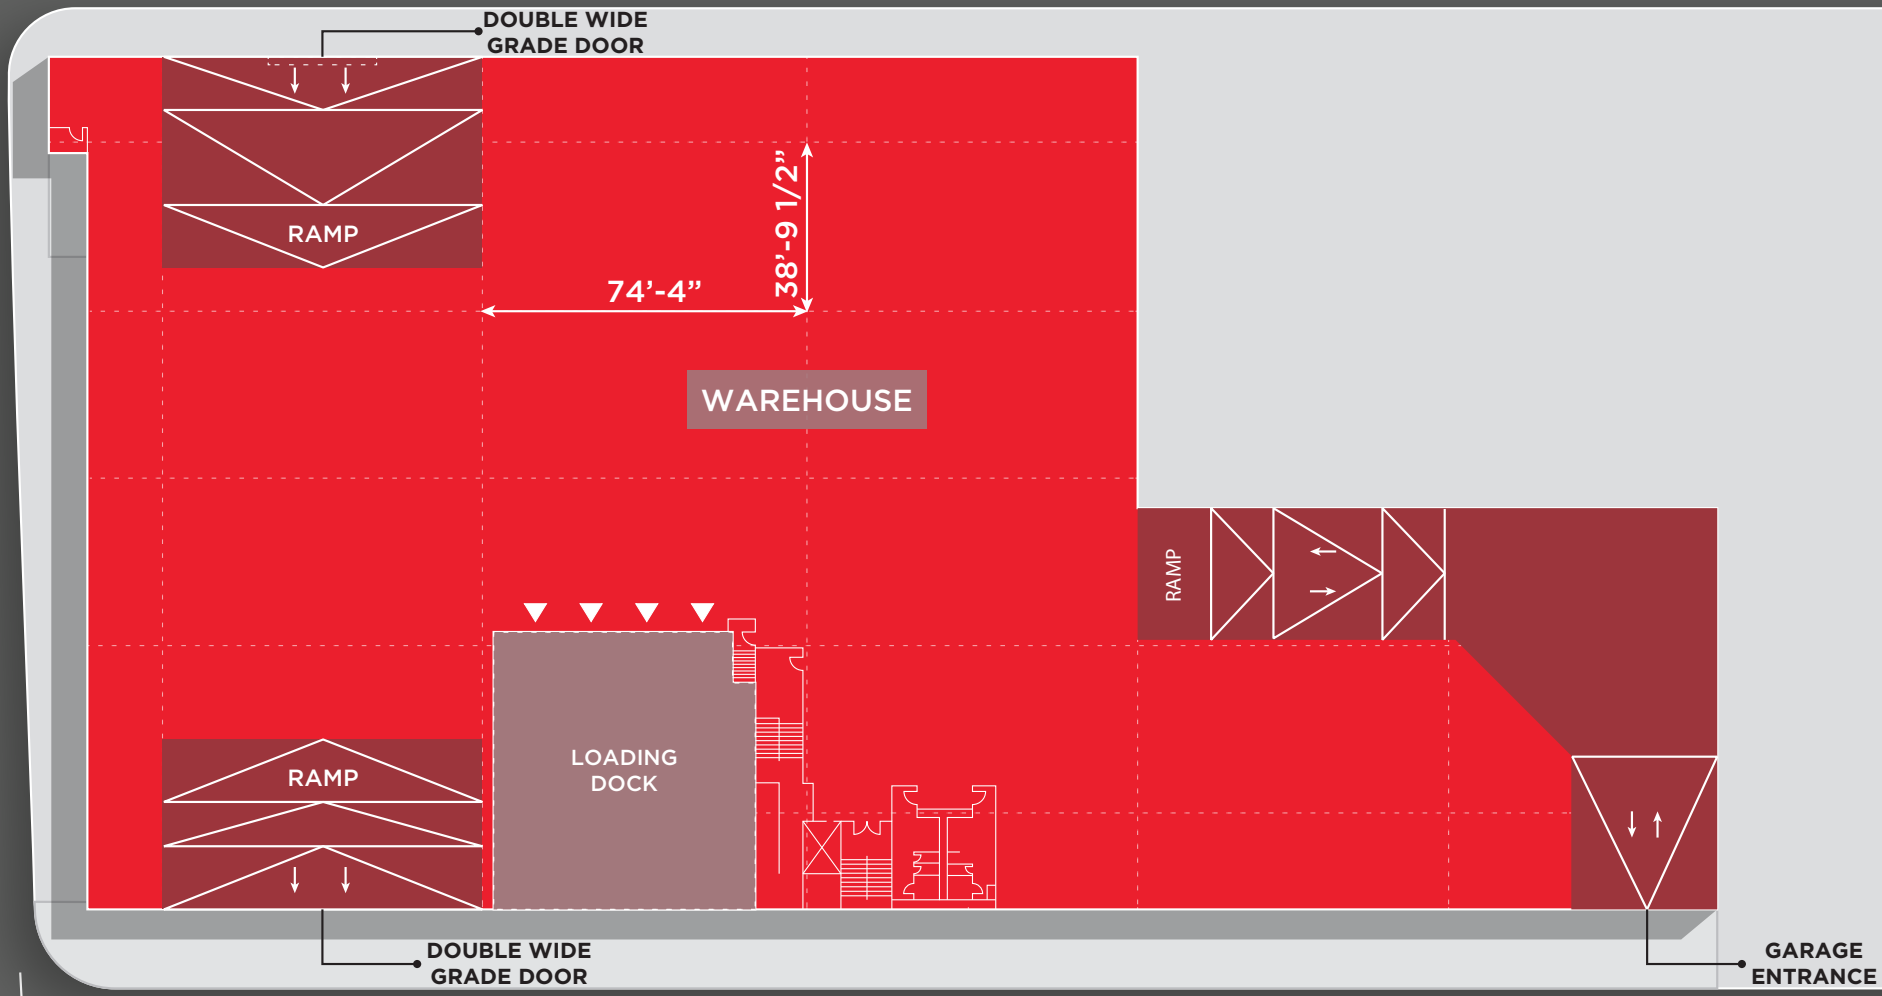 DOUBLE WIDE
GRADE DOOR
RAMP
38’-9 1/2”
74’-4”
WAREHOUSE
RAMP
LOADING
DOCK
RAMP
DOUBLE WIDE
GRADE DOOR
GARAGE
ENTRANCE